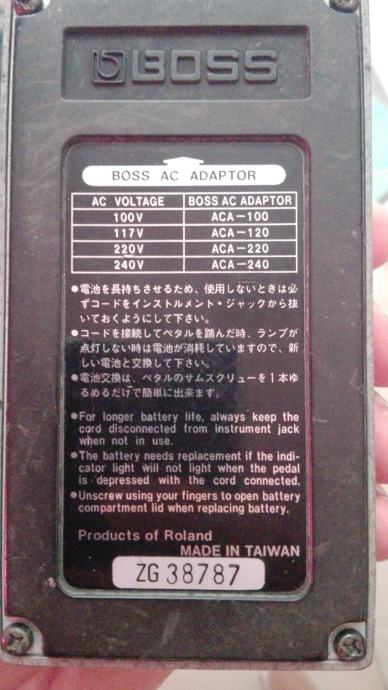 BOSS
BOSS AC ADAPTOR
AC VOLTAGE BOSS AC ADAPTOR
100V ACA-100
117V ACA-120
220V ACA-220
240V ACA-240
●電池を長持ちさせるため、使用しないときは必
ずコードをインストルメント・ジャックから抜
いておくようにして下さい。
●コードを接続してペタルを踏んだ時、ランプが
点灯しない時は電池が消耗していますので、新
しい電池と交換して下さい。
●電池交換は、ペタルのサムスクリューを1本ゆ
るめるだけで簡単に出来ます。
●For longer battery life, always keep the
cord disconnected from instrument jack
when not in use.
●The battery needs replacement if the indi-
cator light will not light when the pedal
is depressed with the cord connected.
●Unscrew using your fingers to open battery
compartment lid when replacing battery.
Products of Roland
MADE IN TAIWAN
ZG 38787